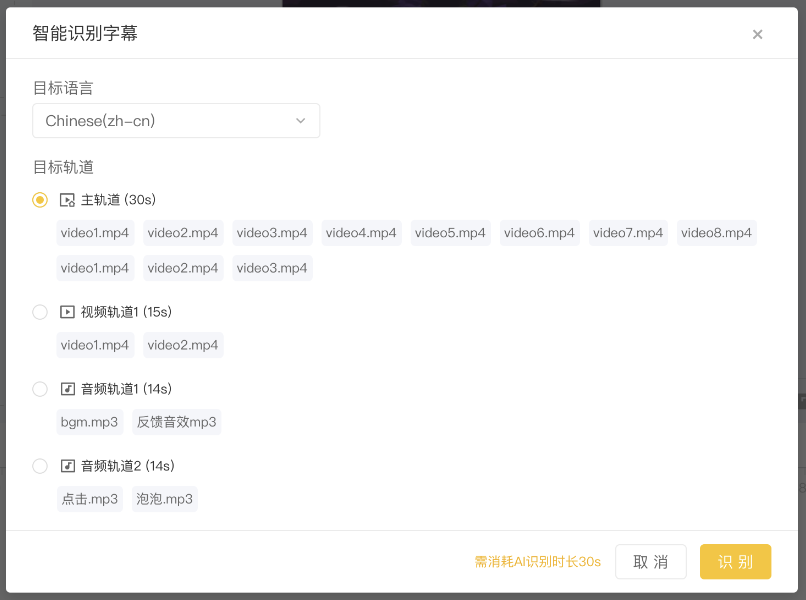 智能识别字幕
目标语言
Chinese(zh-cn)
目标轨道
主轨道 (30s)
video1.mp4 video2.mp4 video3.mp4 video4.mp4 video5.mp4 video6.mp4 video7.mp4 video8.mp4
video1.mp4 video2.mp4 video3.mp4
视频轨道1 (15s)
video1.mp4 video2.mp4
音频轨道1 (14s)
bgm.mp3 反馈音效mp3
音频轨道2 (14s)
点击.mp3 泡泡.mp3
需消耗AI识别时长30s 取 消 识 别